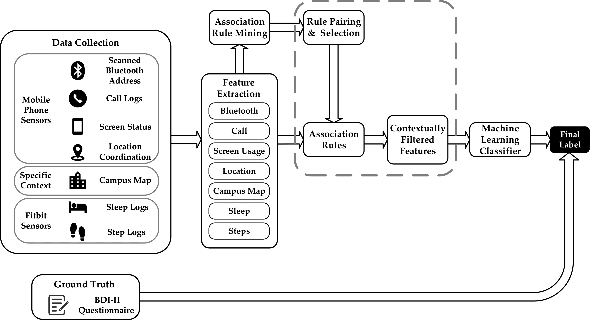 Data Collection
Mobile
Phone
Sensors
Scanned
Bluetooth
Address
Call Logs
Screen Status
Location
Coordination
Specific
Context
Campus Map
Fitbit
Sensors
Sleep Logs
Step Logs
Association
Rule Mining
Rule Pairing
& Selection
Feature
Extraction
Bluetooth
Call
Screen Usage
Location
Campus Map
Sleep
Steps
Association
Rules
Contextually
Filtered
Features
Machine
Learning
Classifier
Final
Label
Ground Truth
BDI-II
Questionnaire